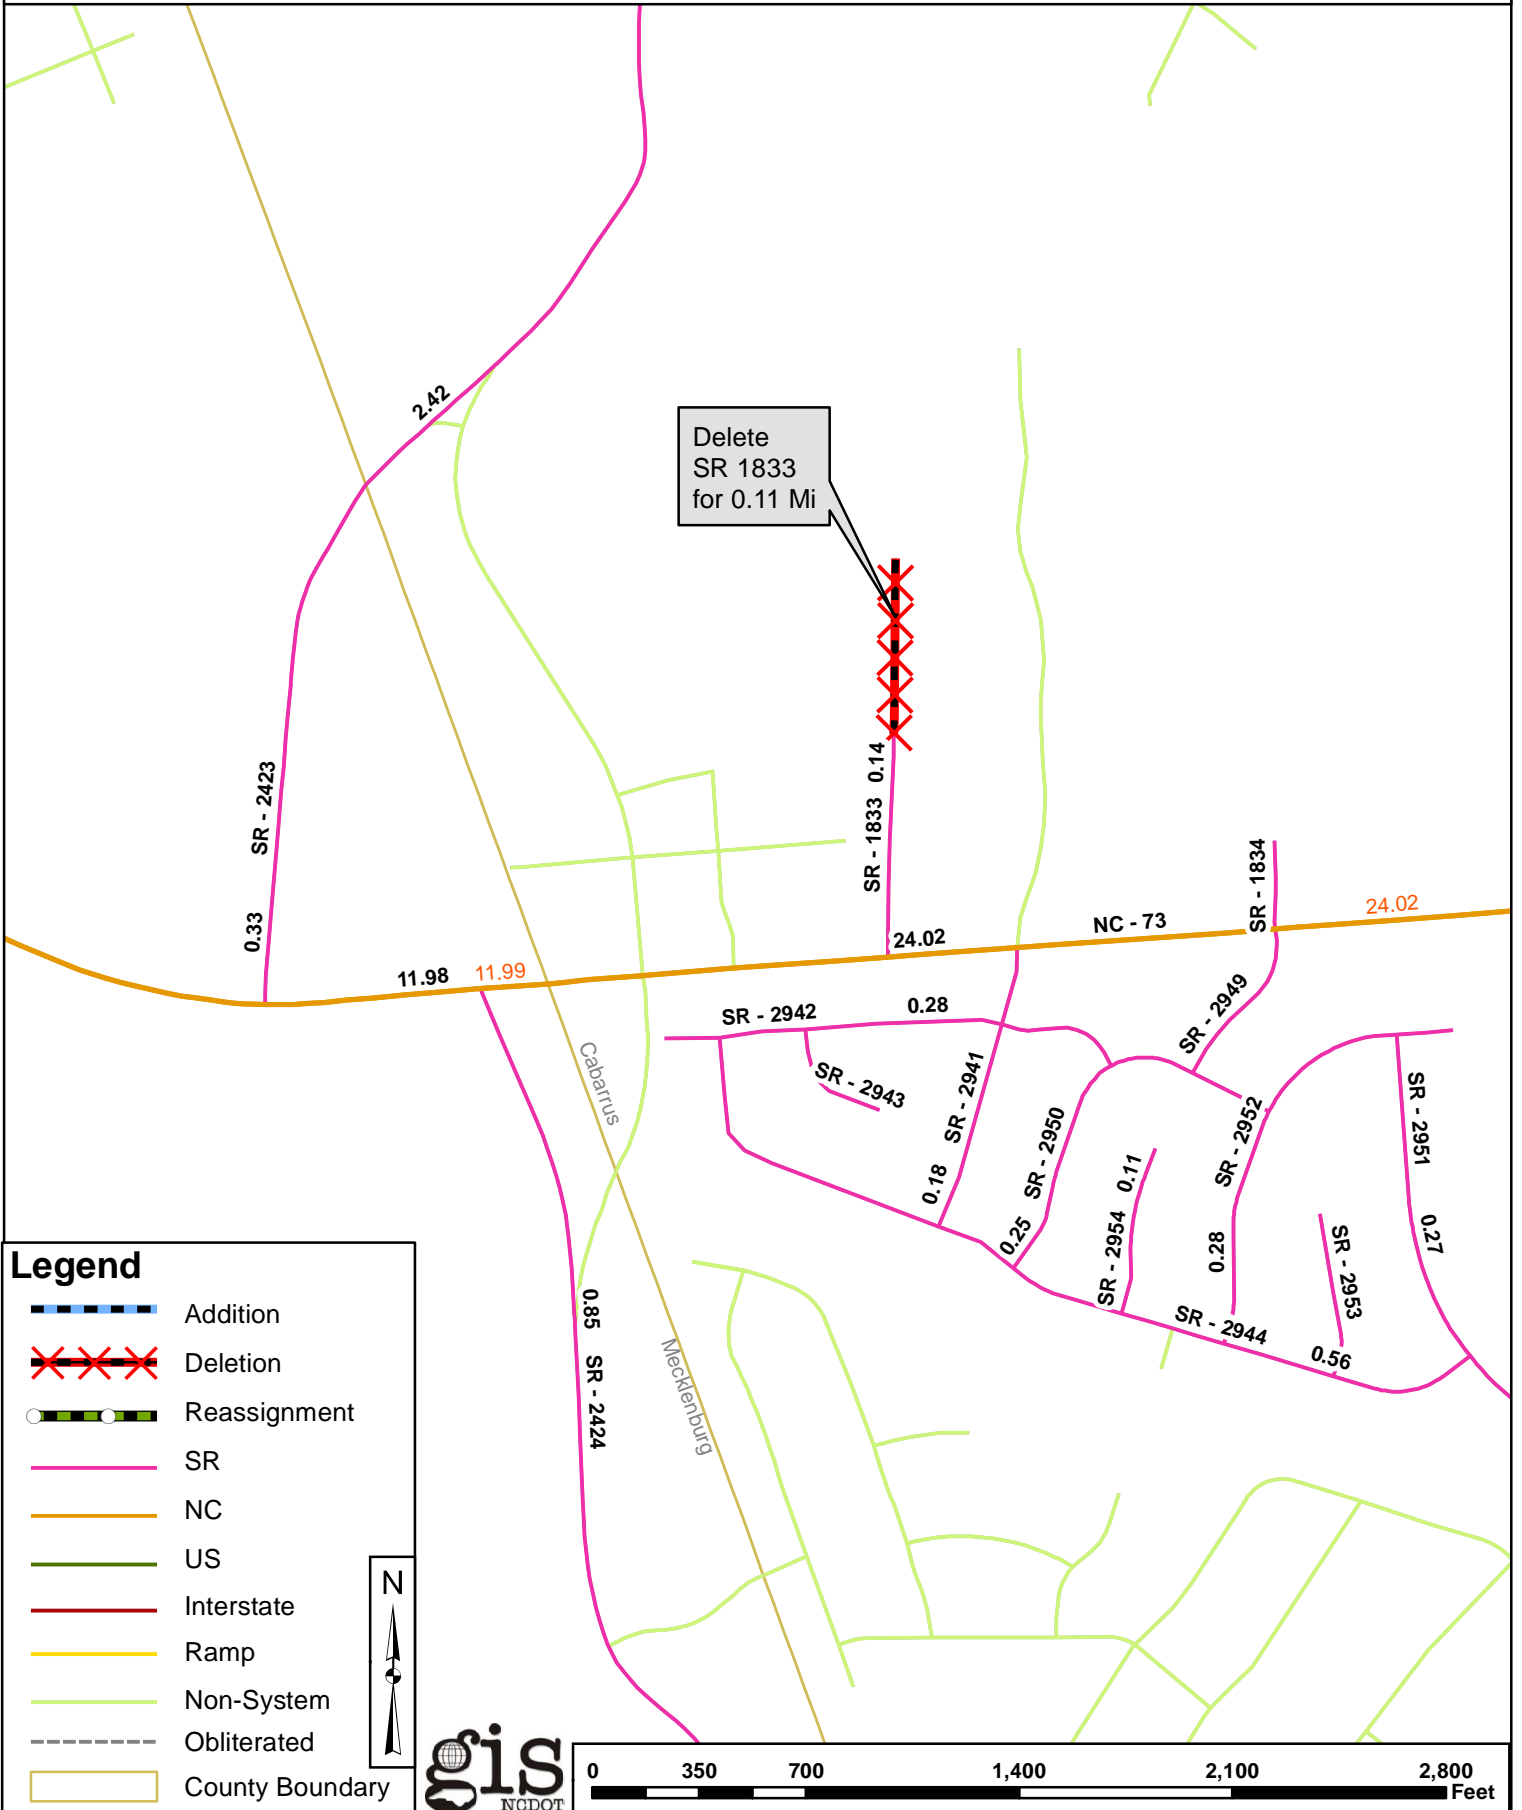 2.42
Delete
SR 1833
for 0.11 Mi
SR - 2423
0.33
SR - 1833 0.14
SR - 1834
24.02
NC - 73
24.02
11.98
11.99
SR - 2942
0.28
SR - 2949
Cabarrus
SR - 2943
SR - 2941
0.18
SR - 2950
0.25
SR - 2952
0.28
SR - 2951
0.27
SR - 2954 0.11
SR - 2953
SR - 2944
0.56
0.85 SR - 2424
Mecklenburg
Legend
Addition
Deletion
Reassignment
SR
NC
US
Interstate
Ramp
Non-System
Obliterated
County Boundary
N
gis
NCDOT
0 350 700 1,400 2,100 2,800
Feet